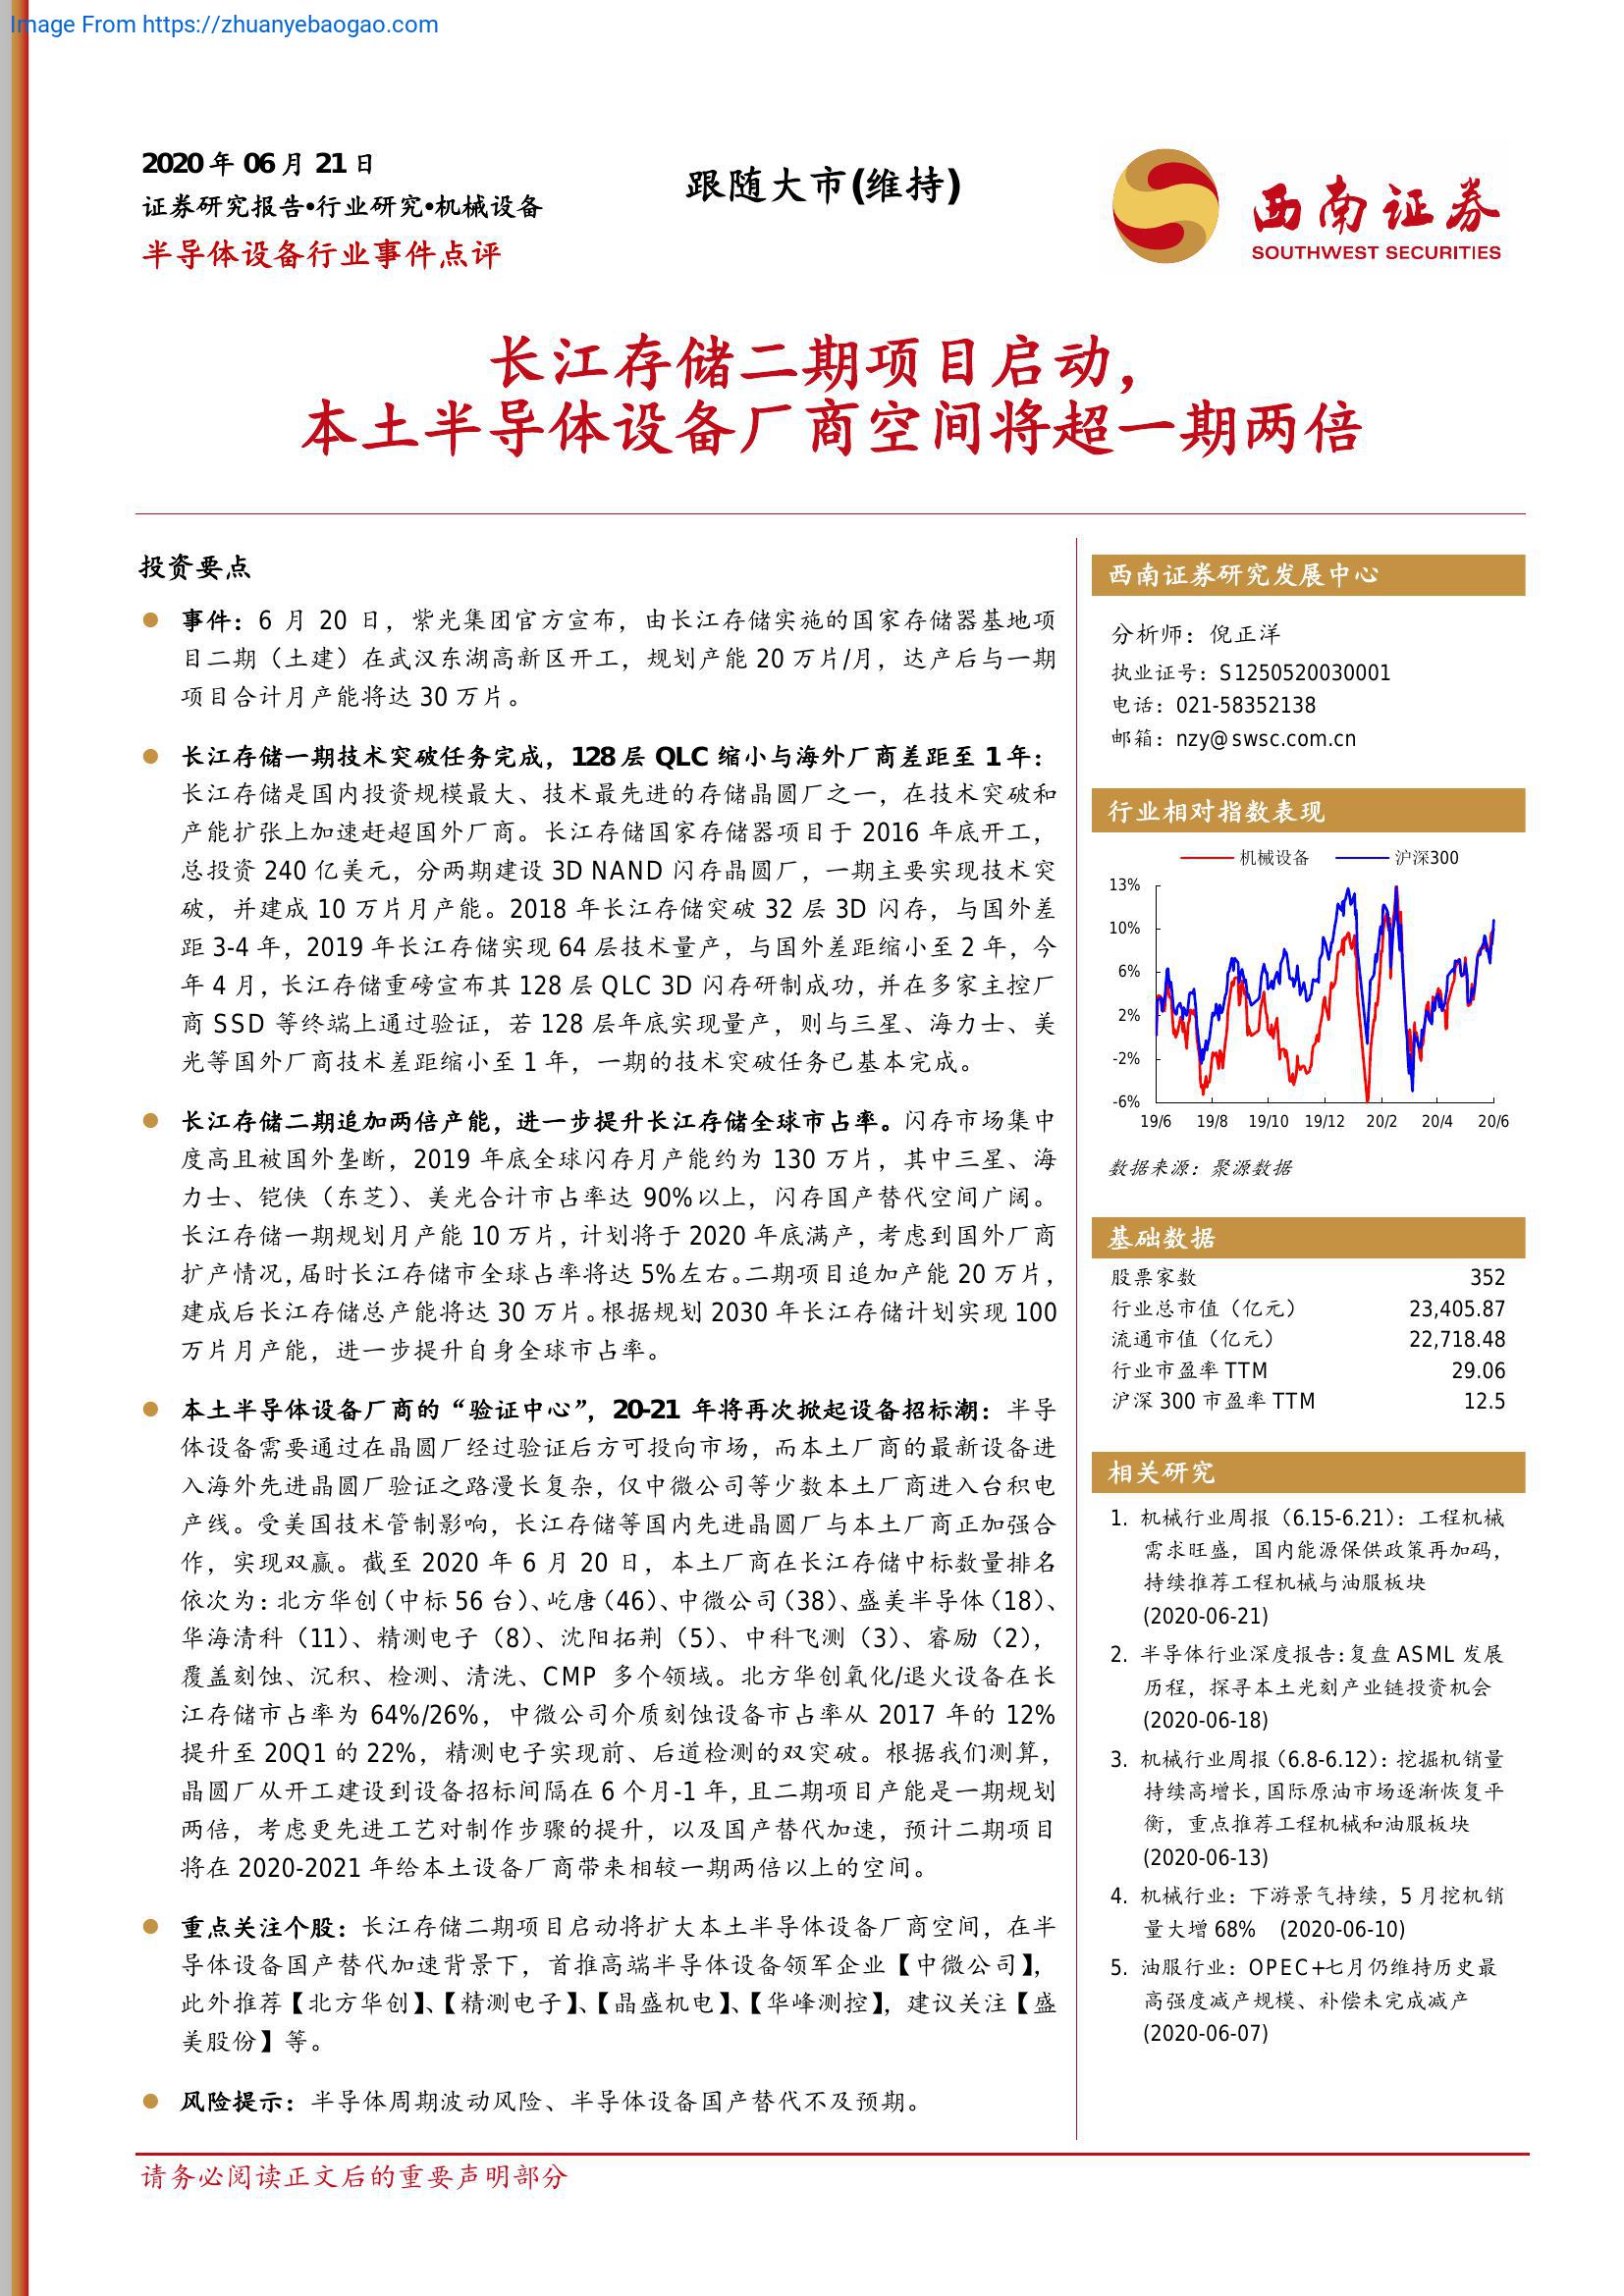 Image From https://zhuanyebaogao.com
2020 年 06 月 21 日
证券研究报告•行业研究•机械设备
半导体设备行业事件点评
跟随大市(维持)
西南证券
SOUTHWEST SECURITIES
长江存储二期项目启动，
本土半导体设备厂商空间将超一期两倍
投资要点
事件：6 月 20 日，紫光集团官方宣布，由长江存储实施的国家存储器基地项
目二期（土建）在武汉东湖高新区开工，规划产能 20 万片/月，达产后与一期
项目合计月产能将达 30 万片。
长江存储一期技术突破任务完成，128 层 QLC 缩小与海外厂商差距至 1 年：
长江存储是国内投资规模最大、技术最先进的存储晶圆厂之一，在技术突破和
产能扩张上加速赶超国外厂商。长江存储国家存储器项目于 2016 年底开工，
总投资 240 亿美元，分两期建设 3D NAND 闪存晶圆厂，一期主要实现技术突
破，并建成 10 万片月产能。2018 年长江存储突破 32 层 3D 闪存，与国外差
距 3-4 年，2019 年长江存储实现 64 层技术量产，与国外差距缩小至 2 年，今
年 4 月，长江存储重磅宣布其 128 层 QLC 3D 闪存研制成功，并在多家主控厂
商 SSD 等终端上通过验证，若 128 层年底实现量产，则与三星、海力士、美
光等国外厂商技术差距缩小至 1 年，一期的技术突破任务已基本完成。
长江存储二期追加两倍产能，进一步提升长江存储全球市占率。闪存市场集中
度高且被国外垄断，2019 年底全球闪存月产能约为 130 万片，其中三星、海
力士、铠侠（东芝）、美光合计市占率达 90%以上，闪存国产替代空间广阔。
长江存储一期规划月产能 10 万片，计划将于 2020 年底满产，考虑到国外厂商
扩产情况，届时长江存储市全球占率将达 5%左右。二期项目追加产能 20 万片，
建成后长江存储总产能将达 30 万片。根据规划 2030 年长江存储计划实现 100
万片月产能，进一步提升自身全球市占率。
本土半导体设备厂商的“验证中心”，20-21 年将再次掀起设备招标潮：半导
体设备需要通过在晶圆厂经过验证后方可投向市场，而本土厂商的最新设备进
入海外先进晶圆厂验证之路漫长复杂，仅中微公司等少数本土厂商进入台积电
产线。受美国技术管制影响，长江存储等国内先进晶圆厂与本土厂商正加强合
作，实现双赢。截至 2020 年 6 月 20 日，本土厂商在长江存储中标数量排名
依次为：北方华创（中标 56 台）、屹唐（46）、中微公司（38）、盛美半导体（18）、
华海清科（11）、精测电子（8）、沈阳拓荆（5）、中科飞测（3）、睿励（2），
覆盖刻蚀、沉积、检测、清洗、CMP 多个领域。北方华创氧化/退火设备在长
江存储市占率为 64%/26%，中微公司介质刻蚀设备市占率从 2017 年的 12%
提升至 20Q1 的 22%，精测电子实现前、后道检测的双突破。根据我们测算，
晶圆厂从开工建设到设备招标间隔在 6 个月-1 年，且二期项目产能是一期规划
两倍，考虑更先进工艺对制作步骤的提升，以及国产替代加速，预计二期项目
将在 2020-2021 年给本土设备厂商带来相较一期两倍以上的空间。
重点关注个股：长江存储二期项目启动将扩大本土半导体设备厂商空间，在半
导体设备国产替代加速背景下，首推高端半导体设备领军企业【中微公司】，
此外推荐【北方华创】、【精测电子】、【晶盛机电】、【华峰测控】，建议关注【盛
美股份】等。
风险提示：半导体周期波动风险、半导体设备国产替代不及预期。
西南证券研究发展中心
分析师：倪正洋
执业证号：S1250520030001
电话：021-58352138
邮箱：nzy@swsc.com.cn
行业相对指数表现
机械设备 沪深300
13%
10%
6%
2%
-2%
-6%
19/6 19/8 19/10 19/12 20/2 20/4 20/6
数据来源：聚源数据
基础数据
股票家数 352
行业总市值（亿元） 23,405.87
流通市值（亿元） 22,718.48
行业市盈率 TTM 29.06
沪深 300 市盈率 TTM 12.5
相关研究
1. 机械行业周报（6.15-6.21）：工程机械
需求旺盛，国内能源保供政策再加码，
持续推荐工程机械与油服板块
(2020-06-21)
2. 半导体行业深度报告：复盘 ASML 发展
历程，探寻本土光刻产业链投资机会
(2020-06-18)
3. 机械行业周报（6.8-6.12）：挖掘机销量
持续高增长，国际原油市场逐渐恢复平
衡，重点推荐工程机械和油服板块
(2020-06-13)
4. 机械行业：下游景气持续，5 月挖机销
量大增 68% (2020-06-10)
5. 油服行业：OPEC+七月仍维持历史最
高强度减产规模、补偿未完成减产
(2020-06-07)
请务必阅读正文后的重要声明部分